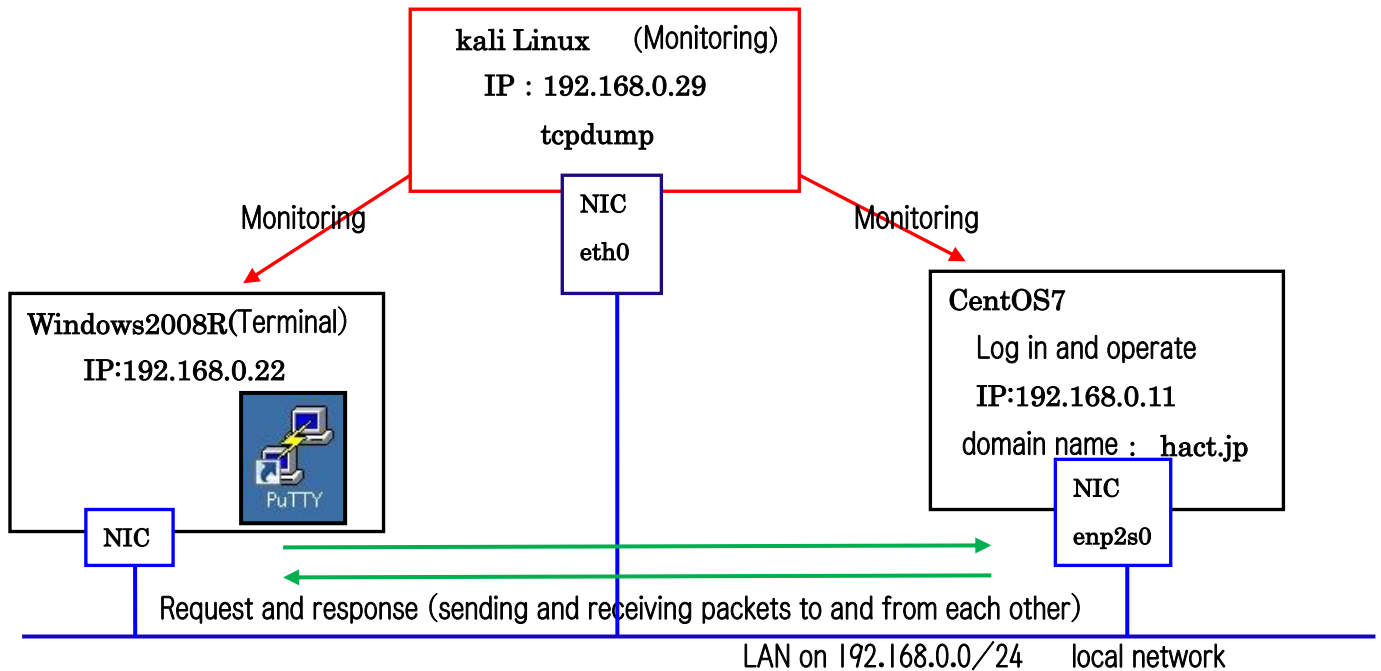 kali Linux (Monitoring)
IP : 192.168.0.29
tcpdump
NIC
eth0
Monitoring
Monitoring
Windows2008R(Terminal)
IP:192.168.0.22
PuTTY
NIC
CentOS7
Log in and operate
IP:192.168.0.11
domain name : hact.jp
NIC
enp2s0
Request and response (sending and receiving packets to and from each other)
LAN on 192.168.0.0/24 local network